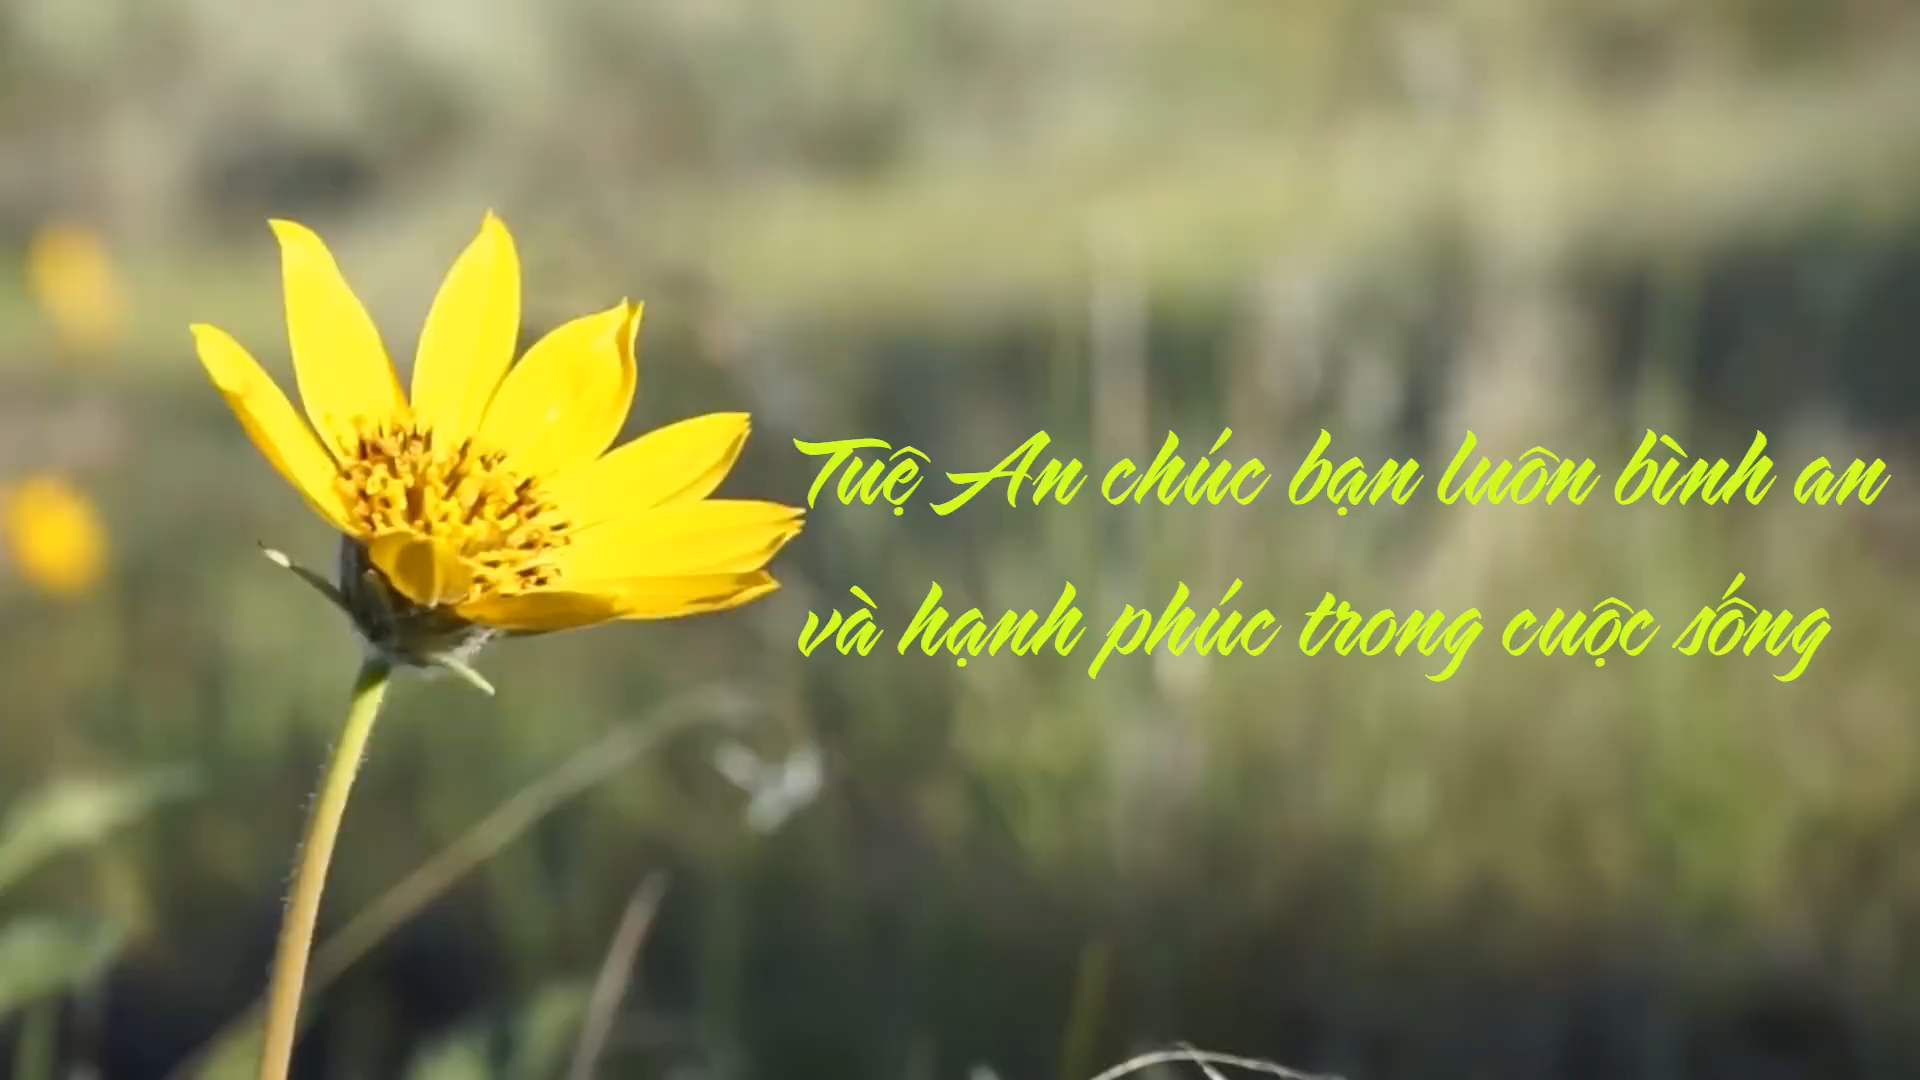 Tuệ An chúc bạn luôn bình an
và hạnh phúc trong cuộc sống